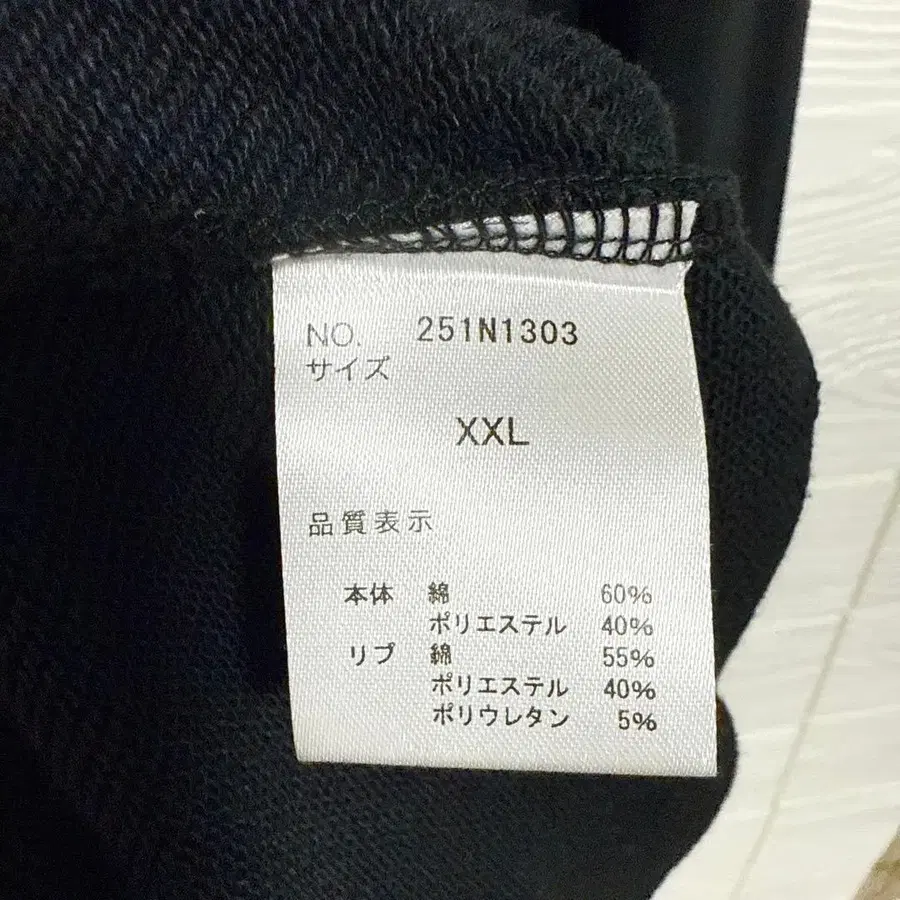 NO. 251N1303
サイズ
XXL
品質表示
本体 綿 60%
ポリエステル 40%
リブ 綿 55%
ポリエステル 40%
ポリウレタン 5%